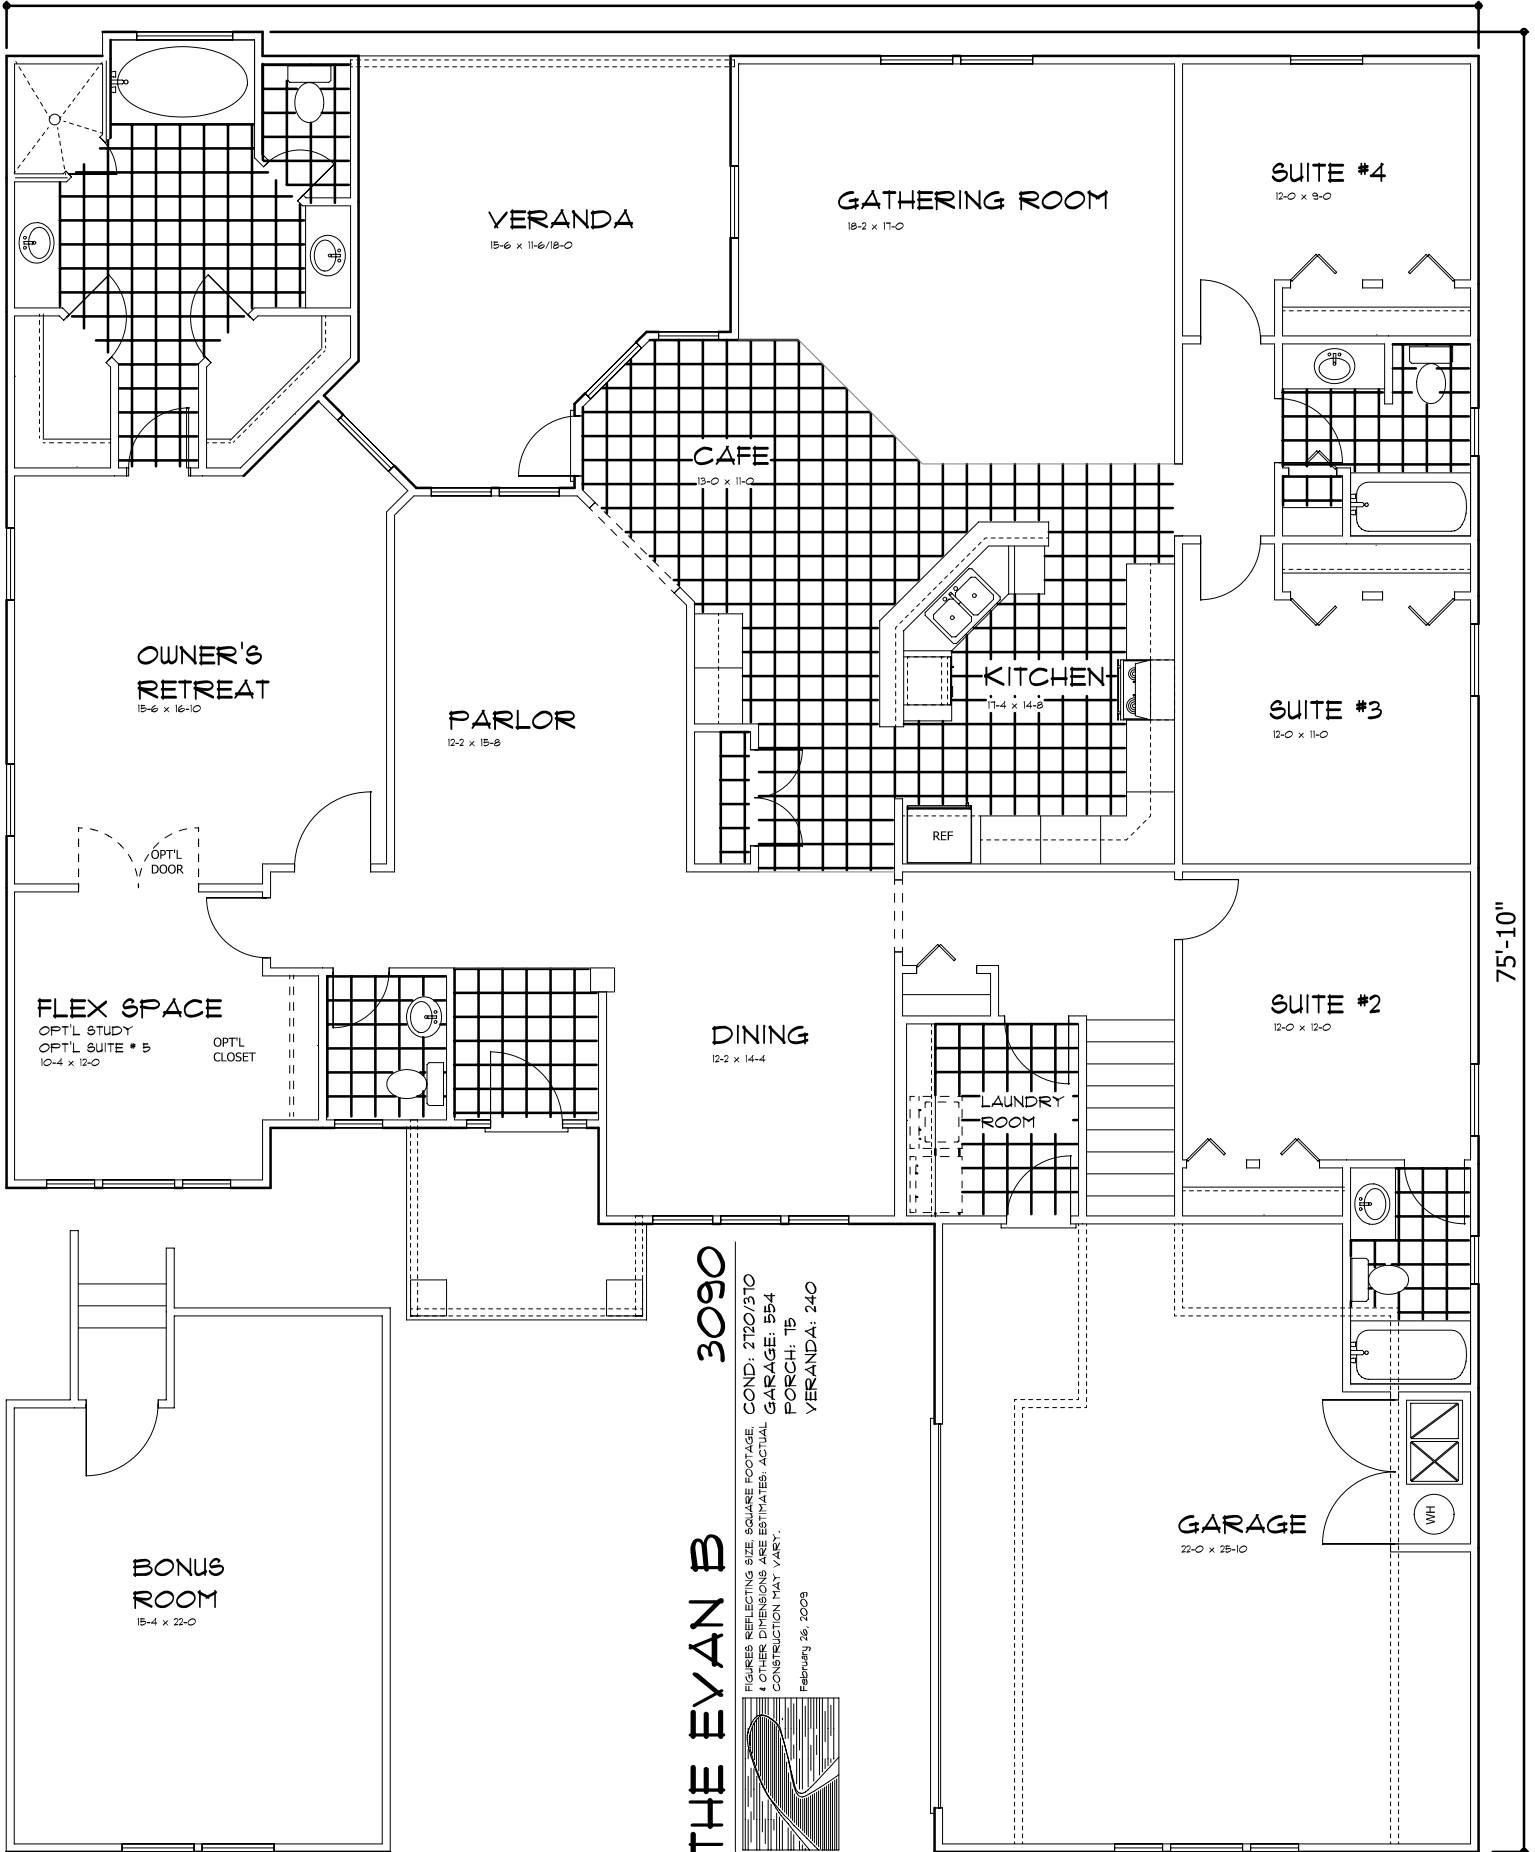 SUITE #4
12-0 x 9-0
GATHERING ROOM
18-2 x 17-0
VERANDA
15-6 x 11-6/18-0
CAFE
13-0 x 11-0
OWNER'S
RETREAT
15-6 x 16-10
KITCHEN
17-4 x 14-8
PARLOR
12-2 x 15-8
SUITE #3
12-0 x 11-0
REF
OPT'L
DOOR
75'-10"
FLEX SPACE
OPT'L STUDY
OPT'L SUITE # 5
10-4 x 12-0
OPT'L
CLOSET
DINING
12-2 x 14-4
SUITE #2
12-0 x 12-0
LAUNDRY
ROOM
THE EVAN B 3090
COND: 2720/370
GARAGE: 554
PORCH: 75
VERANDA: 240
FIGURES REFLECTING SIZE, SQUARE FOOTAGE,
& OTHER DIMENSIONS ARE ESTIMATES: ACTUAL
CONSTRUCTION MAY VARY.
February 26, 2009
BONUS
ROOM
15-4 x 22-0
GARAGE
22-0 x 25-10
WH